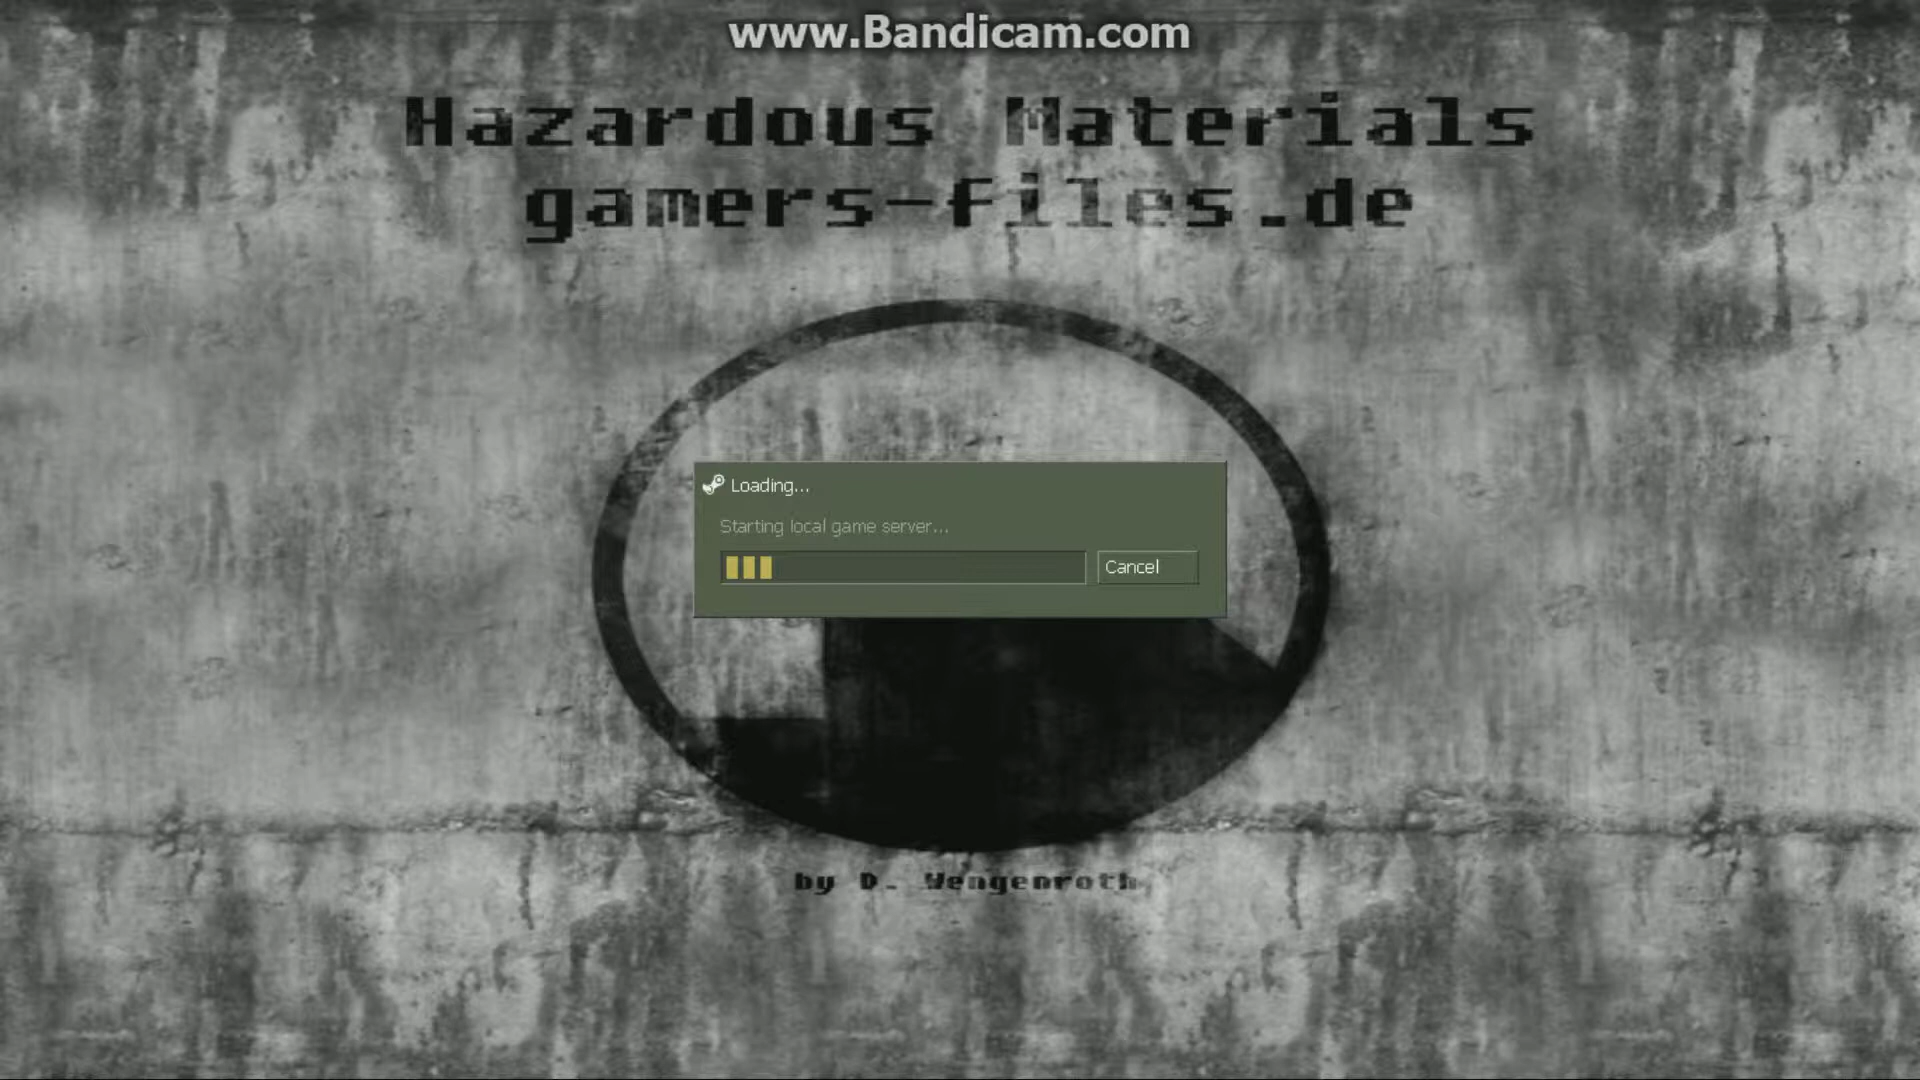 www.Bandicam.com
Hazardous Materials
gamers-files.de
Loading...
Starting local game server...
Cancel
by D. Wengenroth